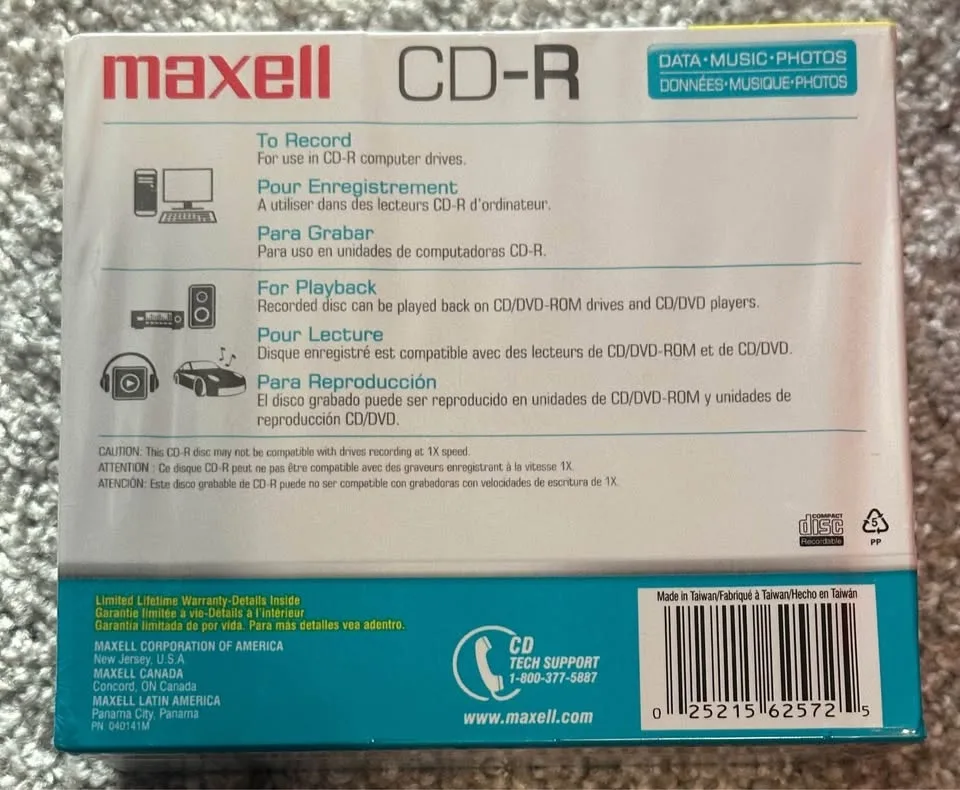 maxell CD-R
DATA·MUSIC·PHOTOS
DONNÉES·MUSIQUE·PHOTOS
To Record
For use in CD-R computer drives.
Pour Enregistrement
A utiliser dans des lecteurs CD-R d'ordinateur.
Para Grabar
Para uso en unidades de computadoras CD-R.
For Playback
Recorded disc can be played back on CD/DVD-ROM drives and CD/DVD players.
Pour Lecture
Disque enregistré est compatible avec des lecteurs de CD/DVD-ROM et de CD/DVD.
Para Reproducción
El disco grabado puede ser reproducido en unidades de CD/DVD-ROM y unidades de
reproducción CD/DVD.
CAUTION: This CD-R disc may not be compatible with drives recording at 1X speed.
ATTENTION : Ce disque CD-R peut ne pas être compatible avec des graveurs enregistrant à la vitesse 1X.
ATENCIÓN: Este disco grabable de CD-R puede no ser compatible con grabadoras con velocidades de escritura de 1X.
COMPACT
disc
Recordable
5
PP
Limited Lifetime Warranty-Details Inside
Garantie limitée à vie-Détails à l'intérieur
Garantía limitada de por vida. Para más detalles vea adentro.
MAXELL CORPORATION OF AMERICA
New Jersey, U.S.A
MAXELL CANADA
Concord, ON Canada
MAXELL LATIN AMERICA
Panama City, Panama
PN 040141M
CD
TECH SUPPORT
1-800-377-5887
www.maxell.com
Made in Taiwan/Fabriqué à Taiwan/Hecho en Taiwán
0 25215 62572 5